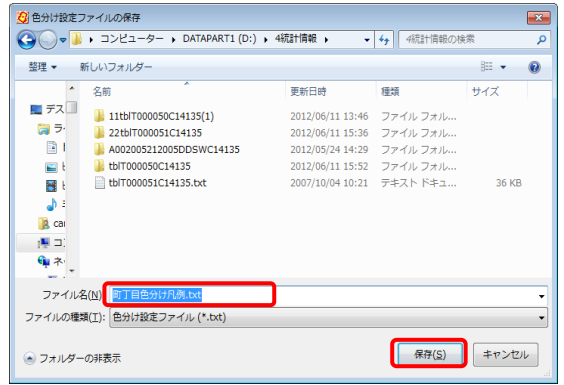 色分け設定ファイルの保存
コンピューター ▸ DATAPART1 (D:) ▸ 4統計情報 ▸
4統計情報の検索
整理 ▼ 新しいフォルダー
名前 更新日時 種類 サイズ
11tblT000050C14135(1) 2012/06/11 13:46 ファイル フォル...
22tblT000051C14135 2012/06/11 15:36 ファイル フォル...
A002005212005DDSWC14135 2012/05/24 14:29 ファイル フォル...
tblT000050C14135 2012/06/11 15:52 ファイル フォル...
tblT000051C14135.txt 2007/10/04 10:21 テキスト ドキュ... 36 KB
デス
ラ
ca
コン
ネ
ファイル名(N): 町丁目色分け凡例.txt
ファイルの種類(T): 色分け設定ファイル (*.txt)
フォルダーの非表示
保存(S)
キャンセル